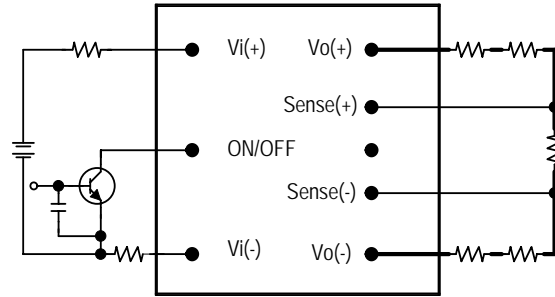 Vi(+) Vo(+)
Sense(+)
ON/OFF
Sense(-)
Vi(-) Vo(-)